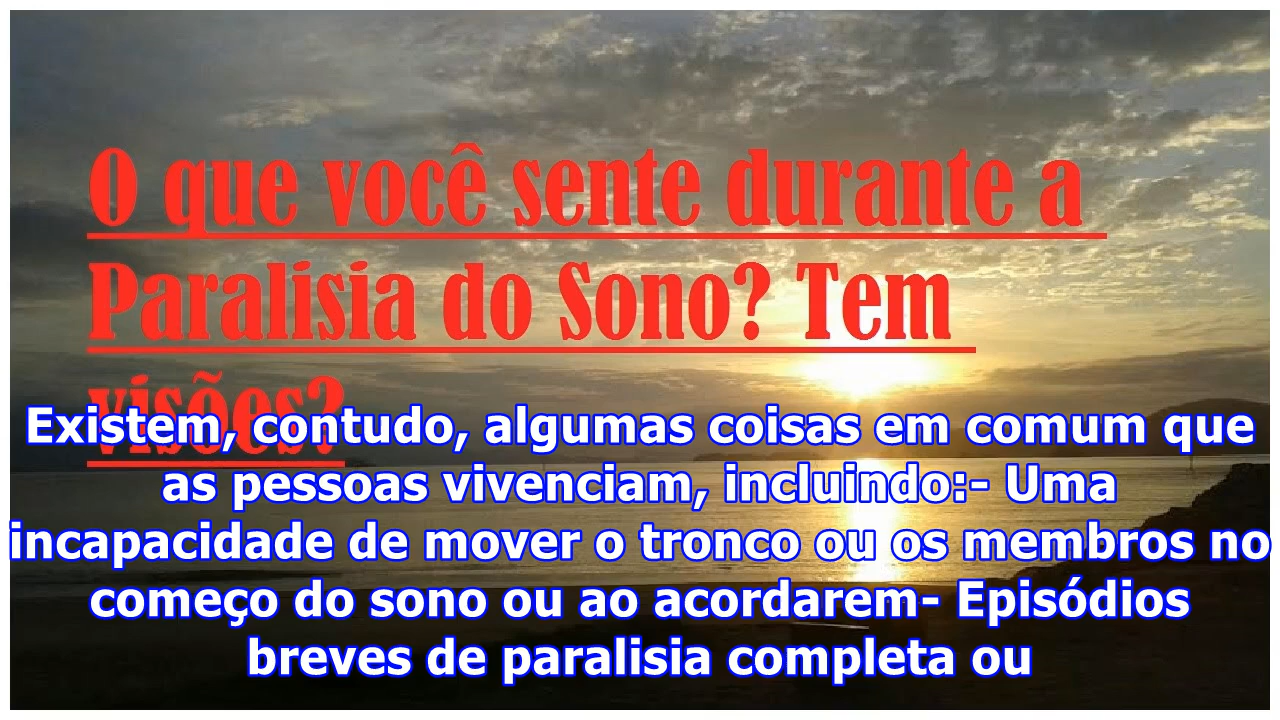 O que você sente durante a
Paralisia do Sono? Tem
visões?
Existem, contudo, algumas coisas em comum que
as pessoas vivenciam, incluindo:- Uma
incapacidade de mover o tronco ou os membros no
começo do sono ou ao acordarem- Episódios
breves de paralisia completa ou